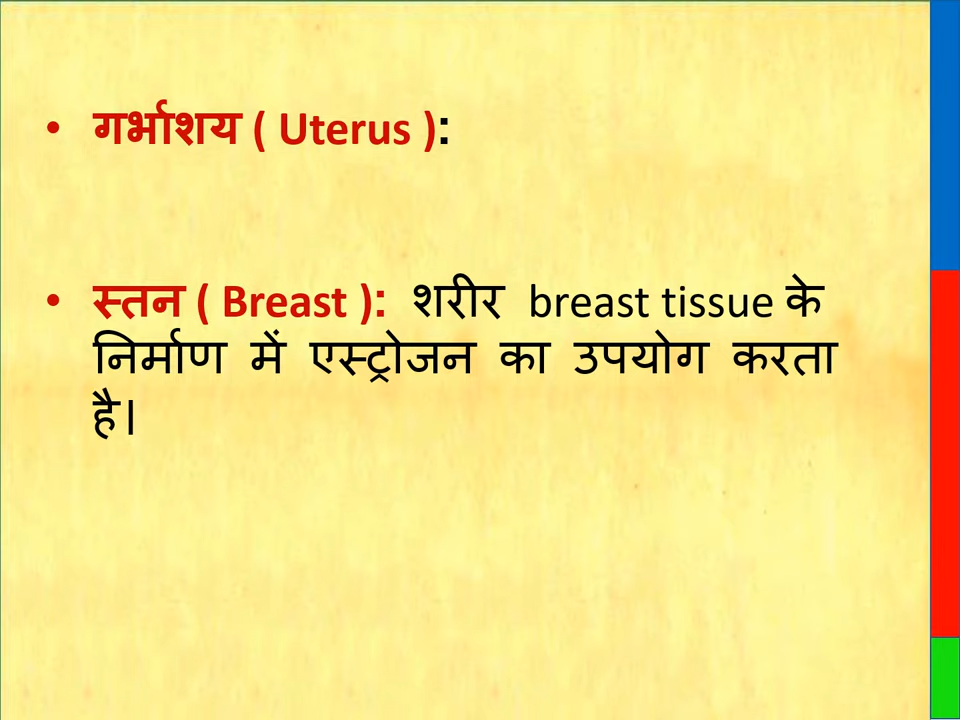 • गर्भाशय ( Uterus ):
• स्तन ( Breast ): शरीर breast tissue के
निर्माण में एस्ट्रोजन का उपयोग करता
है।